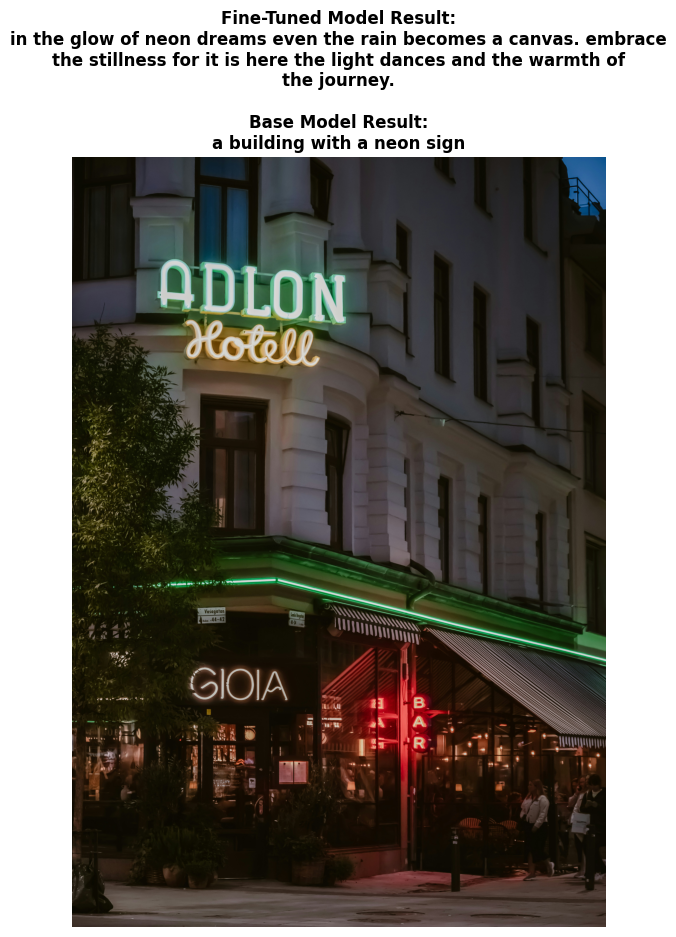 Fine-Tuned Model Result:
in the glow of neon dreams even the rain becomes a canvas. embrace
the stillness for it is here the light dances and the warmth of
the journey.
Base Model Result:
a building with a neon sign
ADLON
Hotell
GIOIA
BAR